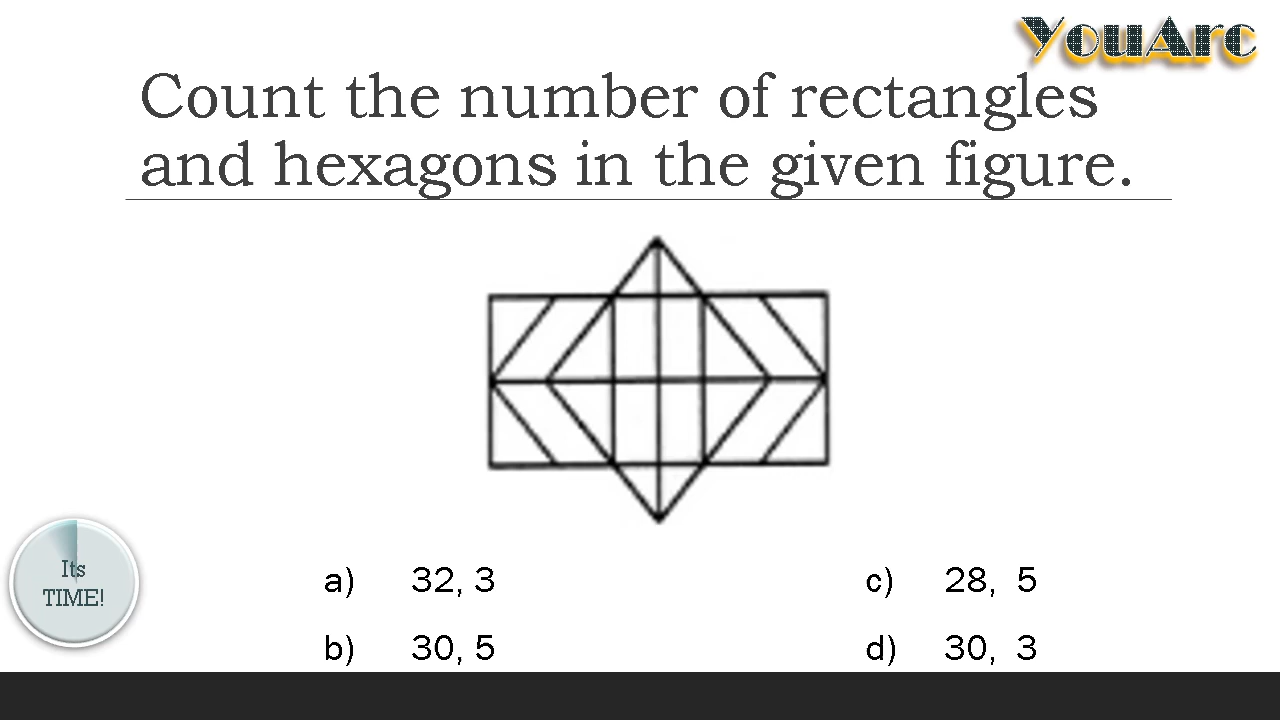 YouArc
Count the number of rectangles
and hexagons in the given figure.
Its
TIME!
a) 32, 3
c) 28, 5
b) 30, 5
d) 30, 3